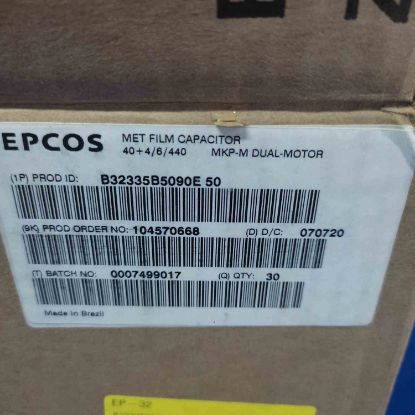 EPCOS
MET FILM CAPACITOR
40+4/6/440 MKP-M DUAL-MOTOR
(1P) PROD ID: B32335B5090E 50
(9K) PROD ORDER NO: 104570668 (D) D/C: 070720
(T) BATCH NO: 0007499017 (Q) QTY: 30
Made in Brazil
EP-32